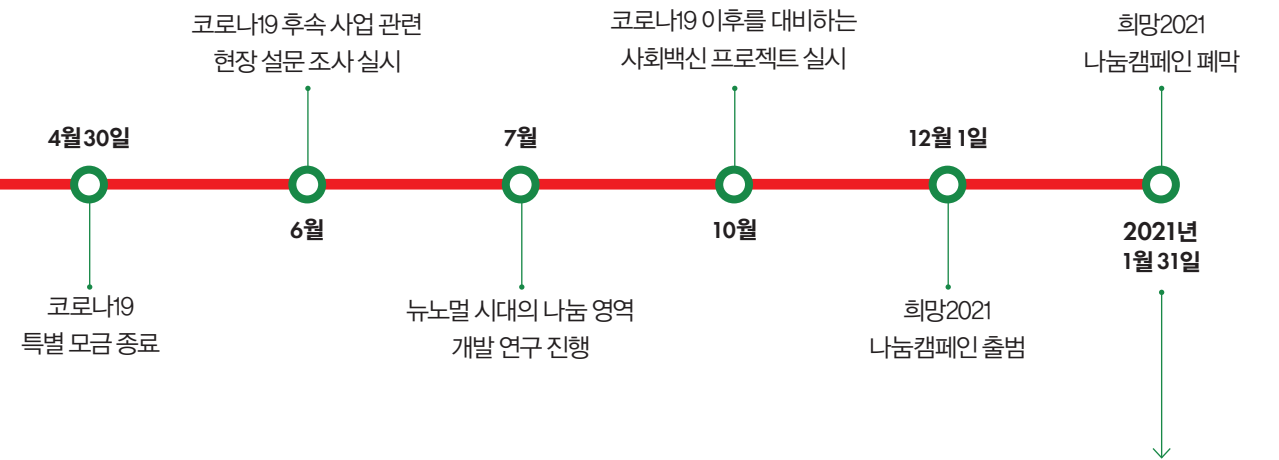 4월 30일
코로나19
특별 모금 종료
코로나19 후속 사업 관련
현장 설문 조사 실시
6월
7월
뉴노멀 시대의 나눔 영역
개발 연구 진행
코로나19 이후를 대비하는
사회백신 프로젝트 실시
10월
12월 1일
희망2021
나눔캠페인 출범
희망2021
나눔캠페인 폐막
2021년
1월 31일